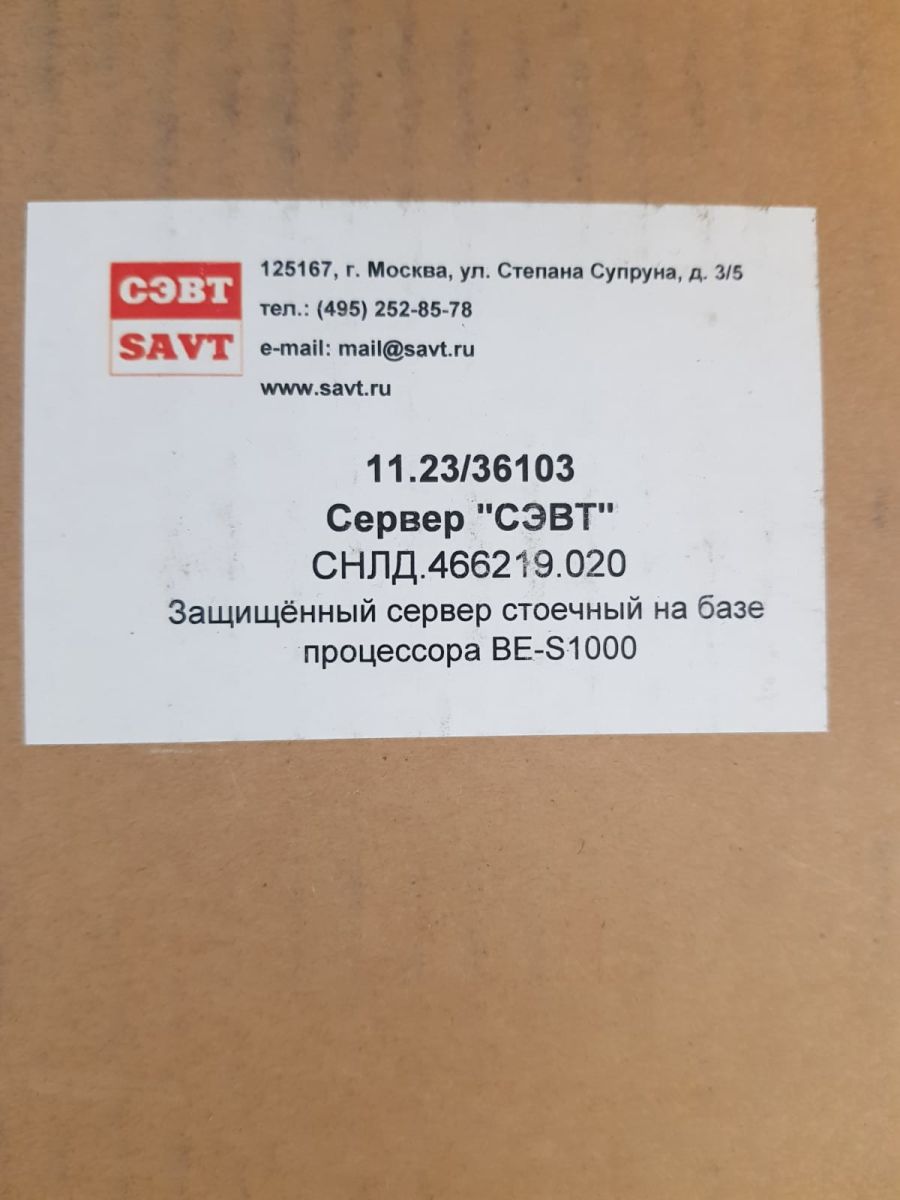 СЭВТ
SAVT
125167, г. Москва, ул. Степана Супруна, д. 3/5
тел.: (495) 252-85-78
e-mail: mail@savt.ru
www.savt.ru
11.23/36103
Сервер "СЭВТ"
СНЛД.466219.020
Защищённый сервер стоечный на базе
процессора BE-S1000